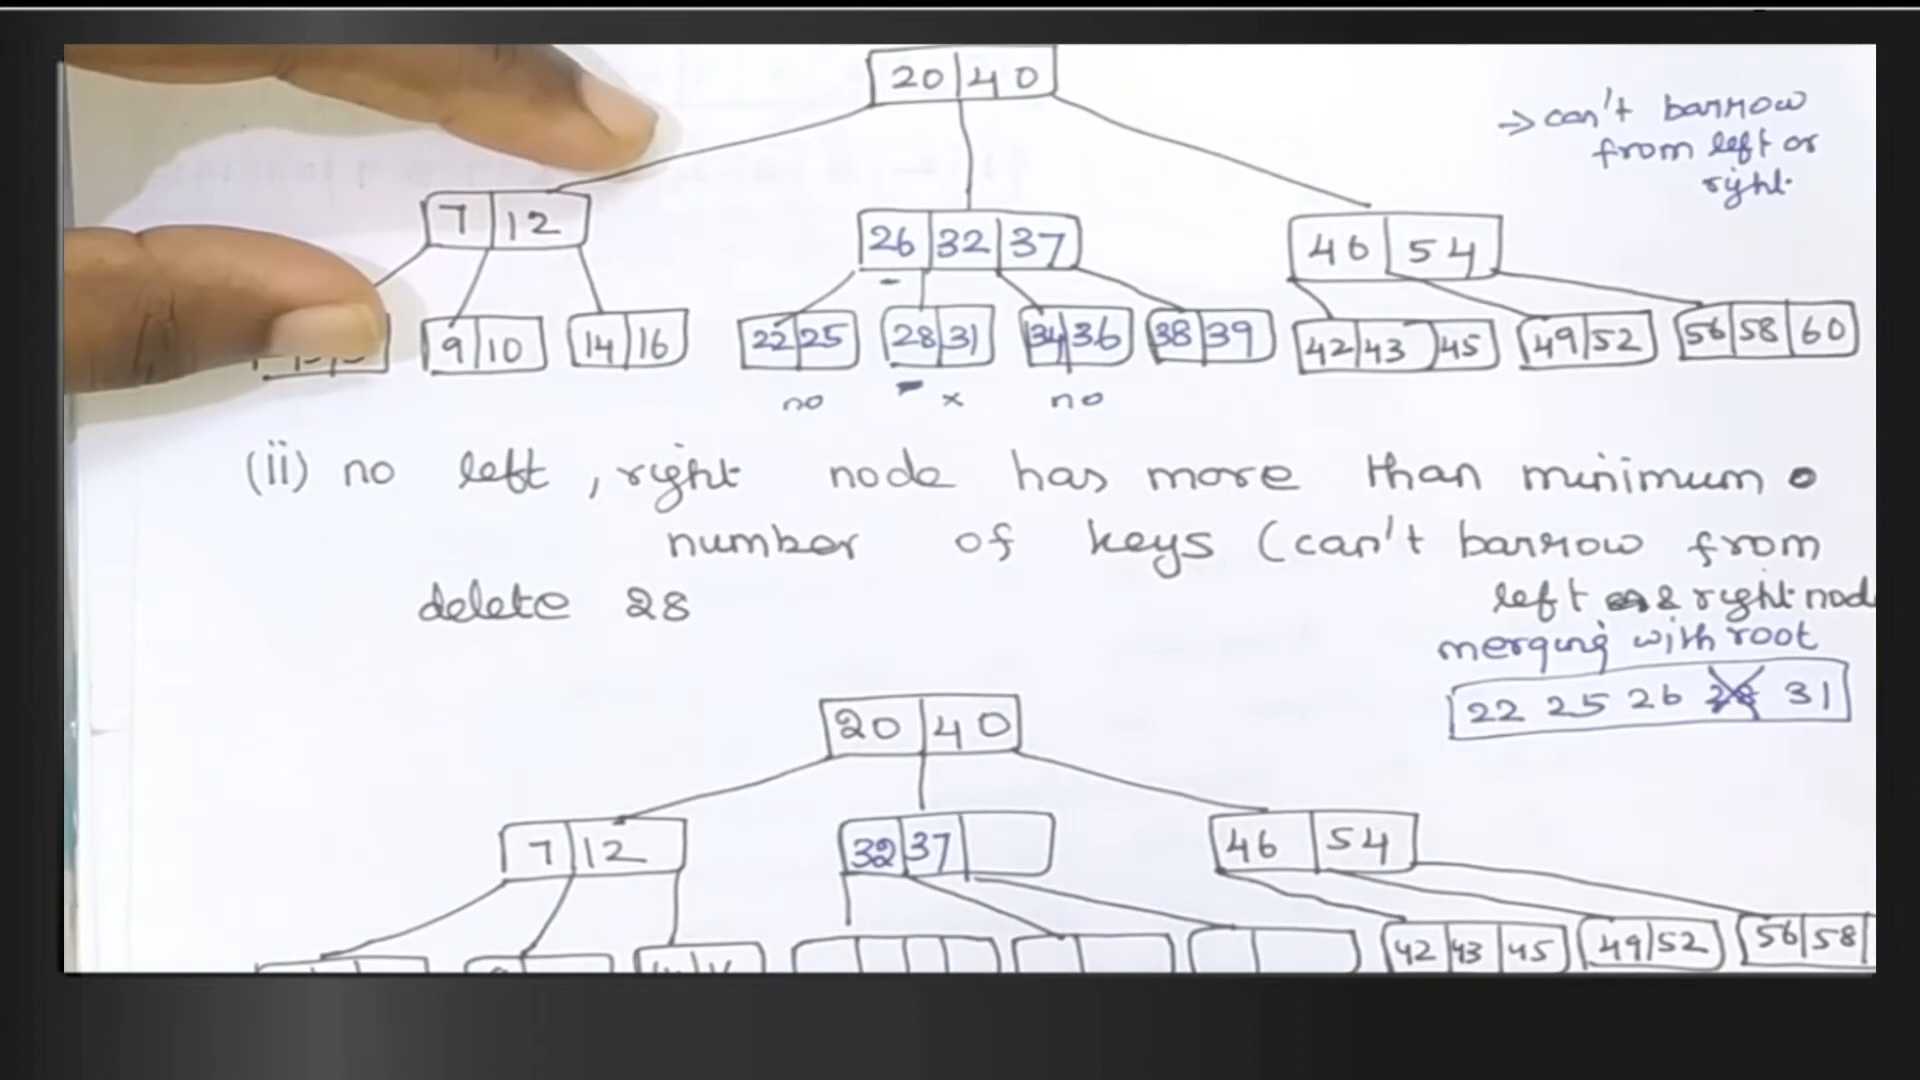 20 40
→ can't barrow
from left or
right.
7 12
26 32 37
46 54
9 10
14 16
22 25
28 31
34 36
38 39
42 43 45
49 52
56 58 60
no
x
no
(ii) no left, right node has more than minimum
number of keys (can't barrow from
left & right nod
delete 28
merging with root
22 25 26 28 31
20 40
7 12
32 37
46 54
42 43 45
49 52
56 58